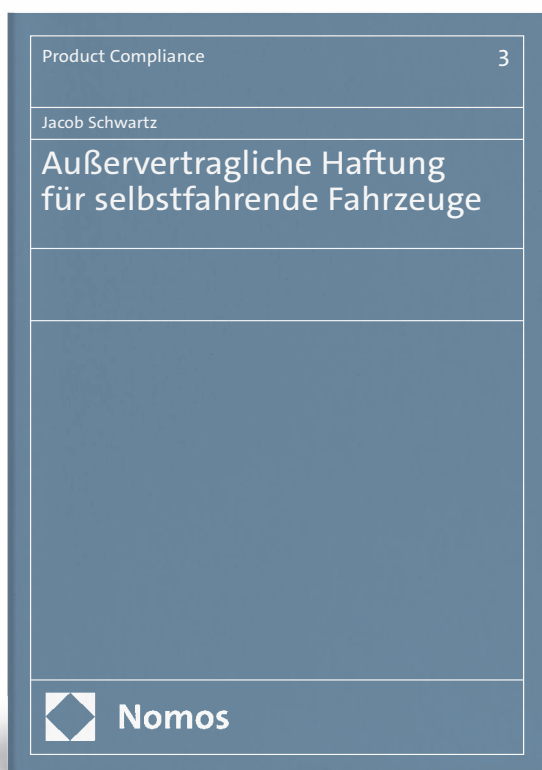 Product Compliance 3
Jacob Schwartz
Außervertragliche Haftung
für selbstfahrende Fahrzeuge
Nomos